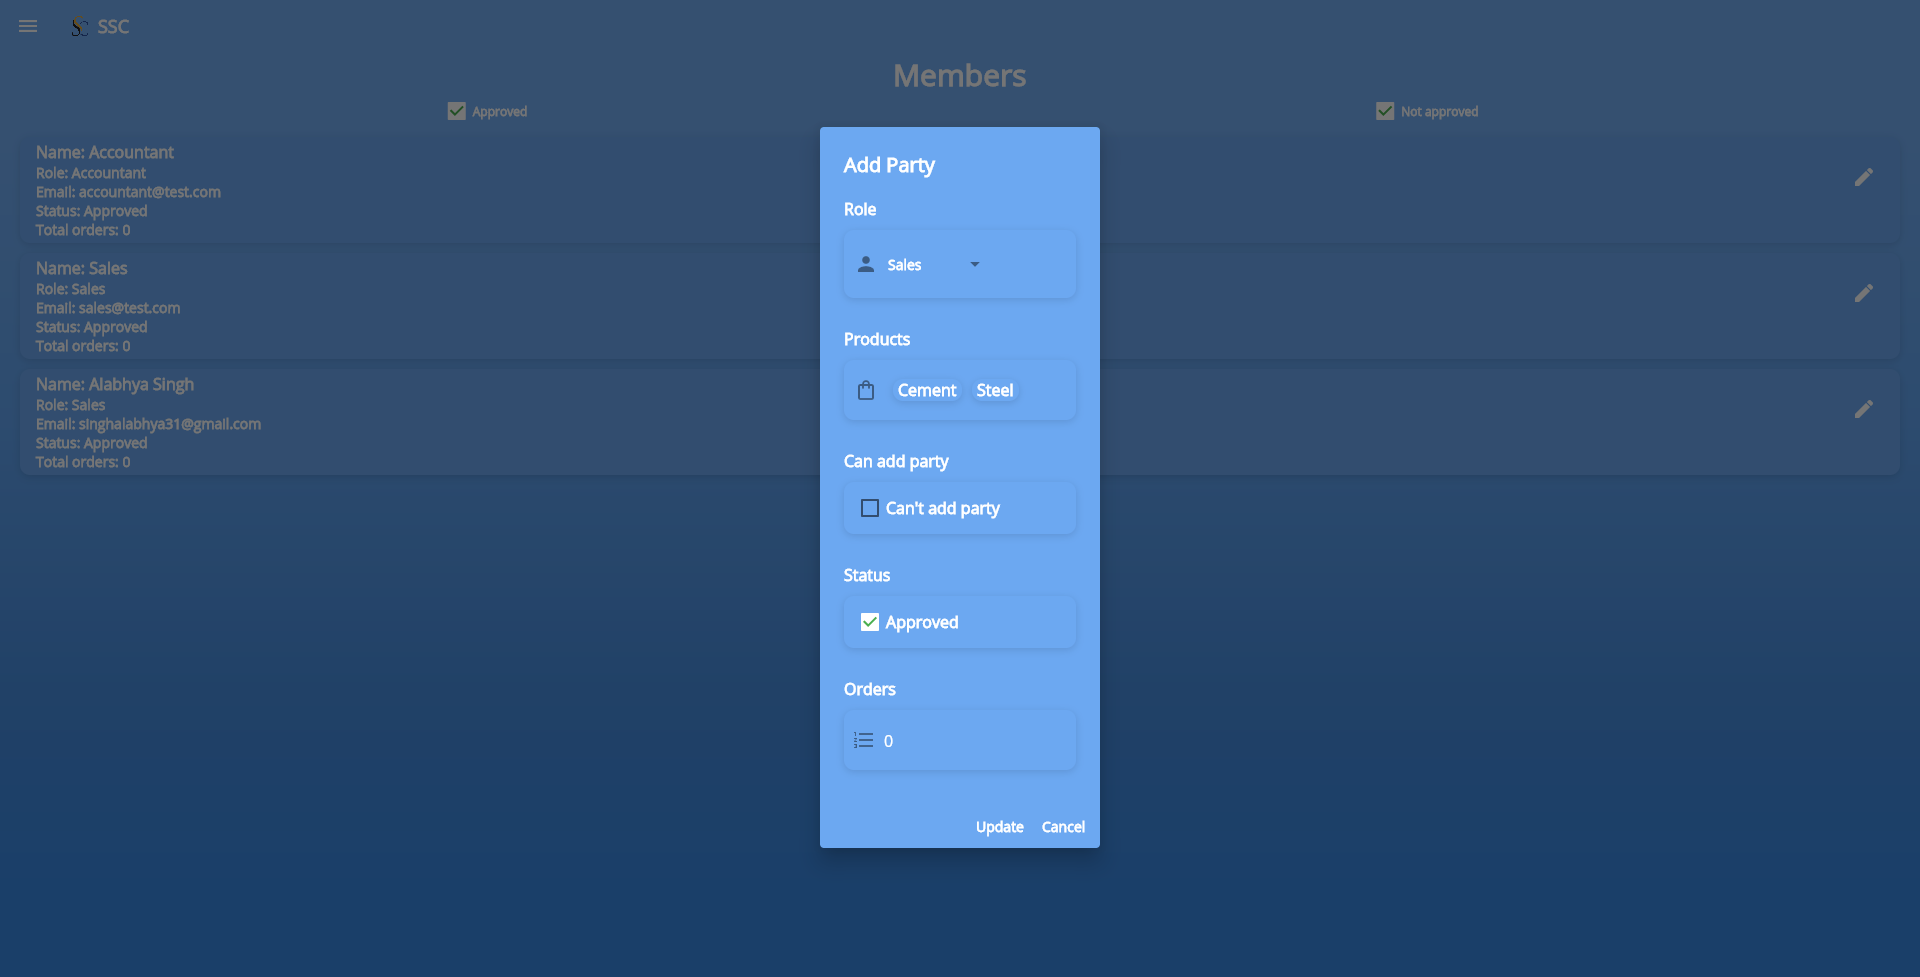 SSC
Members
Approved
Not approved
Name: Accountant
Role: Accountant
Email: accountant@test.com
Status: Approved
Total orders: 0
Name: Sales
Role: Sales
Email: sales@test.com
Status: Approved
Total orders: 0
Name: Alabhya Singh
Role: Sales
Email: singhalabhya31@gmail.com
Status: Approved
Total orders: 0
Add Party
Role
Sales
Products
Cement Steel
Can add party
Can't add party
Status
Approved
Orders
0
Update Cancel